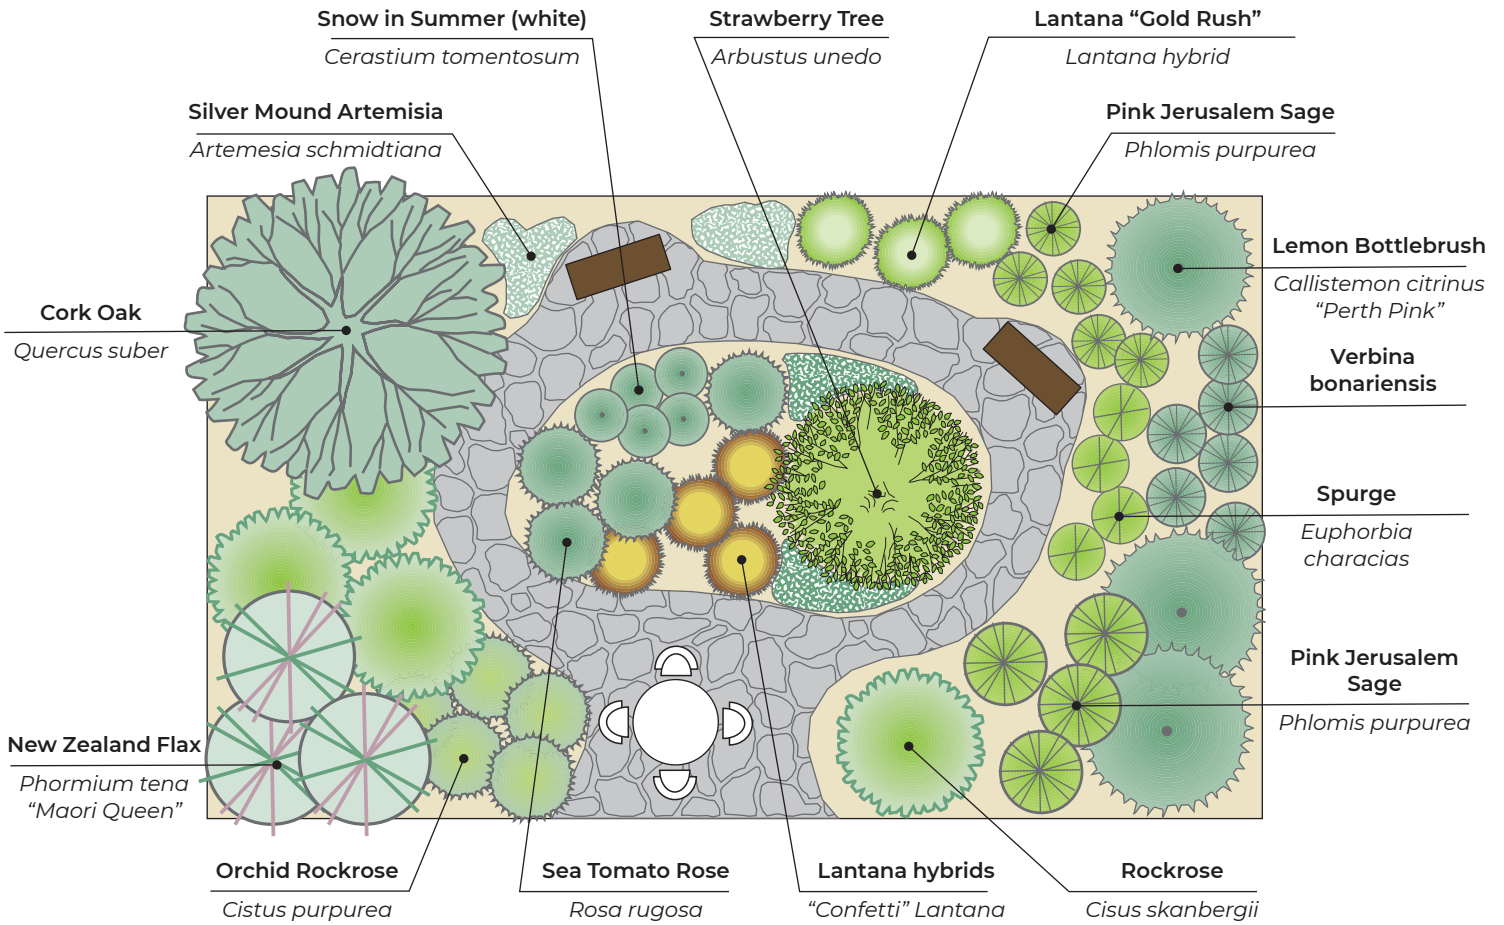 Snow in Summer (white)
Cerastium tomentosum
Strawberry Tree
Arbustus unedo
Lantana “Gold Rush”
Lantana hybrid
Silver Mound Artemisia
Artemesia schmidtiana
Pink Jerusalem Sage
Phlomis purpurea
Lemon Bottlebrush
Callistemon citrinus
“Perth Pink”
Cork Oak
Quercus suber
Verbina
bonariensis
Spurge
Euphorbia
characias
Pink Jerusalem
Sage
Phlomis purpurea
New Zealand Flax
Phormium tena
“Maori Queen”
Orchid Rockrose
Cistus purpurea
Sea Tomato Rose
Rosa rugosa
Lantana hybrids
“Confetti” Lantana
Rockrose
Cisus skanbergii